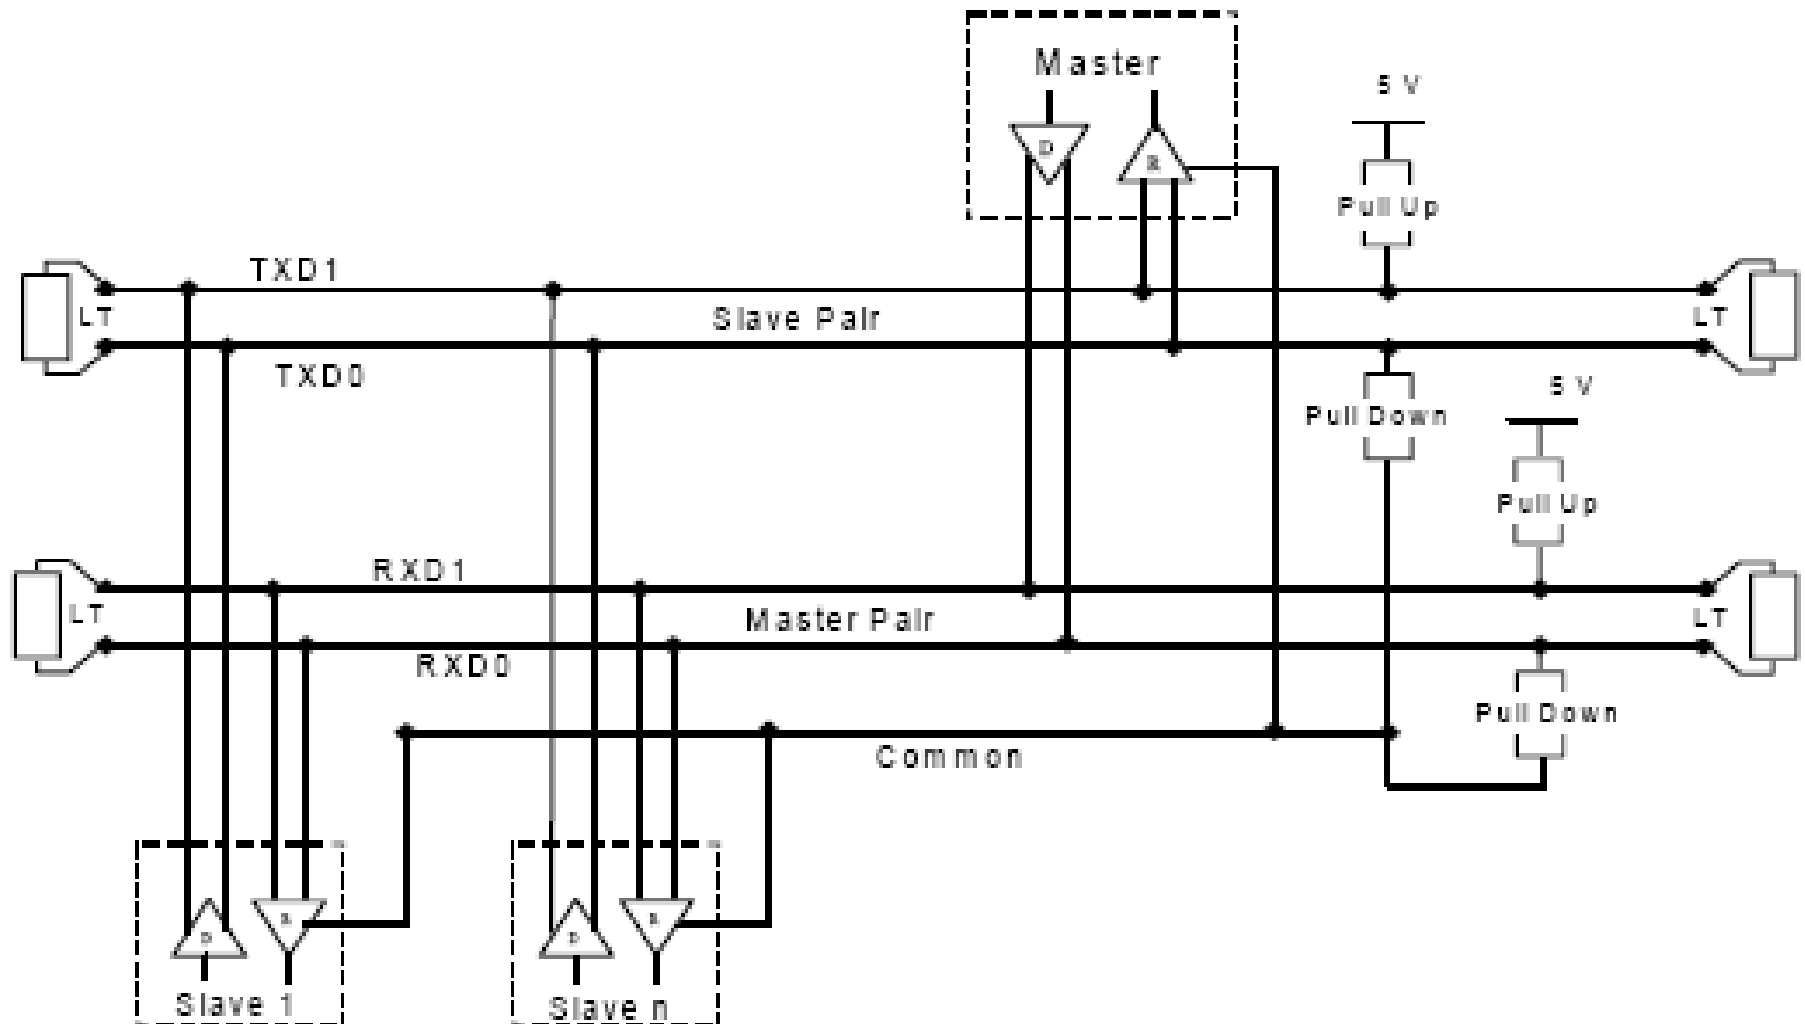 Master
5 V
D
R
Pull Up
TXD1
LT
Slave Pair
LT
TXD0
5 V
Pull Down
Pull Up
RXD1
LT
Master Pair
LT
RXD0
Pull Down
Common
D
R
D
R
Slave 1
Slave n